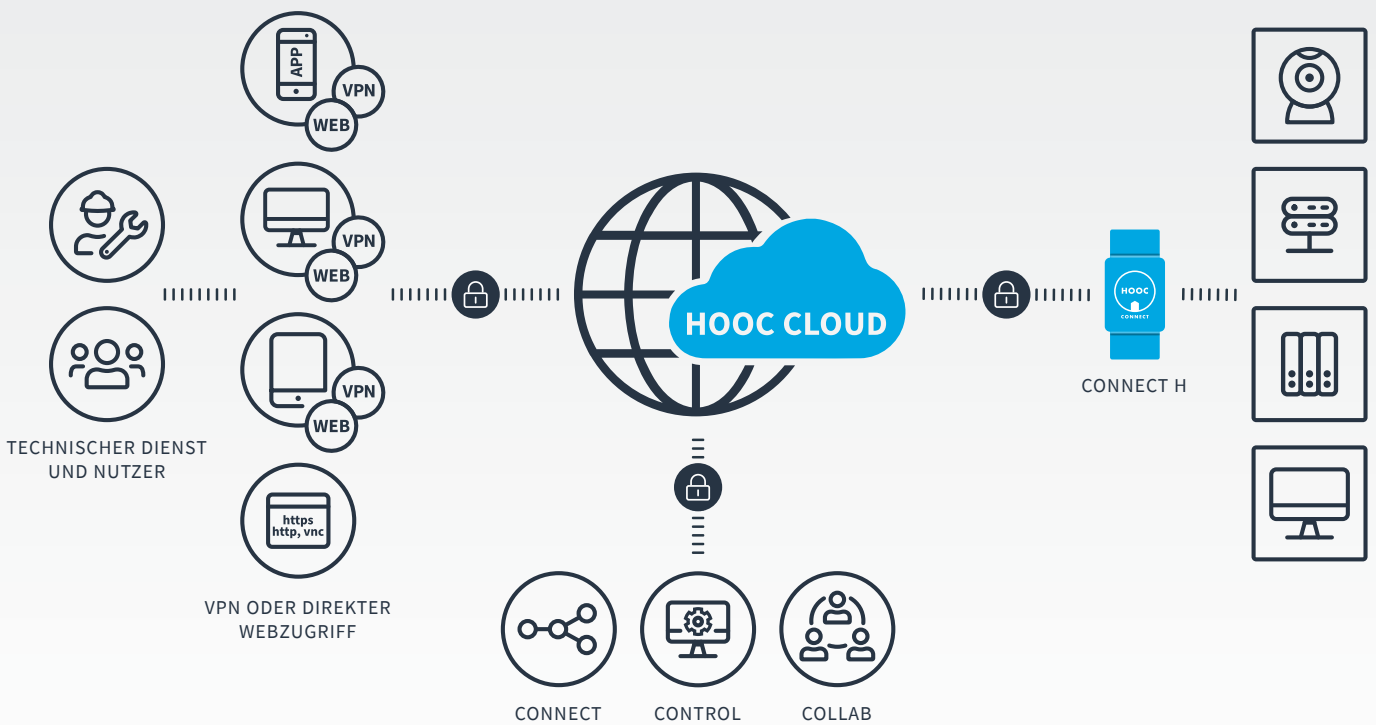 APP
VPN
WEB
VPN
WEB
VPN
WEB
https
http, vnc
TECHNISCHER DIENST
UND NUTZER
VPN ODER DIREKTER
WEBZUGRIFF
HOOC CLOUD
HOOC
CONNECT
CONNECT H
CONNECT
CONTROL
COLLAB